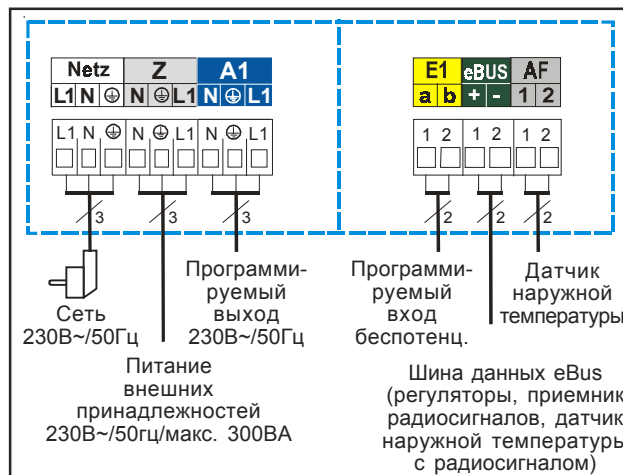 Netz Z A1
L1 N N L1 N L1
L1 N N L1 N L1
3 3 3
E1 eBUS AF
a b + - 1 2
1 2 1 2 1 2
2 2 2
Сеть
230В~/50Гц
Питание
внешних
принадлежностей
230В~/50гц/макс. 300ВА
Программи-
руемый
выход
230В~/50Гц
Программи-
руемый
вход
беспотенц.
Шина данных eBus
(регуляторы, приемник
радиосигналов, датчик
наружной температуры
с радиосигналом)
Датчик
наружной
температуры